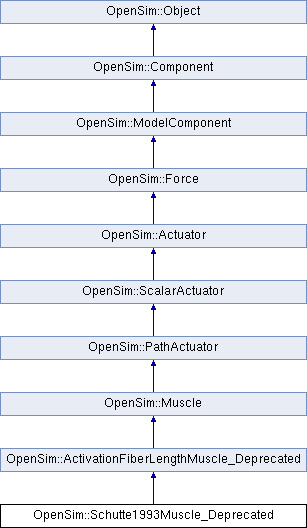 OpenSim::Object
OpenSim::Component
OpenSim::ModelComponent
OpenSim::Force
OpenSim::Actuator
OpenSim::ScalarActuator
OpenSim::PathActuator
OpenSim::Muscle
OpenSim::ActivationFiberLengthMuscle_Deprecated
OpenSim::Schutte1993Muscle_Deprecated